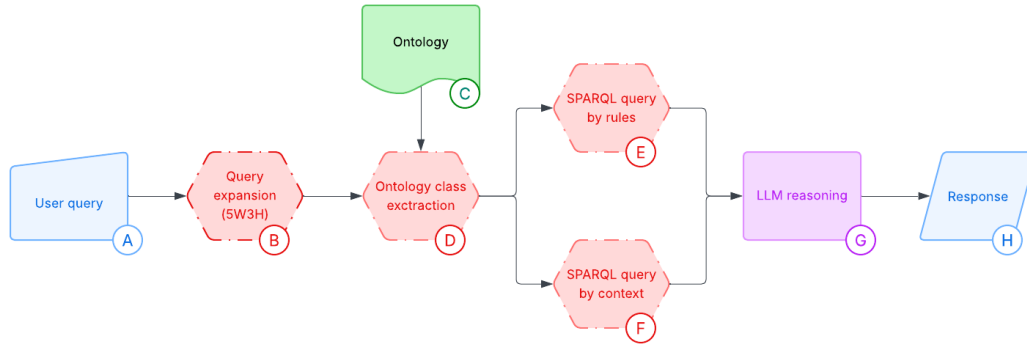 User query
A
Query
expansion
(5W3H)
B
Ontology
C
Ontology class
exctraction
D
SPARQL query
by rules
E
SPARQL query
by context
F
LLM reasoning
G
Response
H